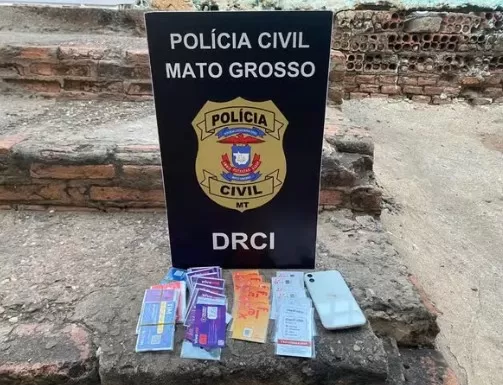 POLÍCIA CIVIL
MATO GROSSO
POLÍCIA
CIVIL
MT
DRCI